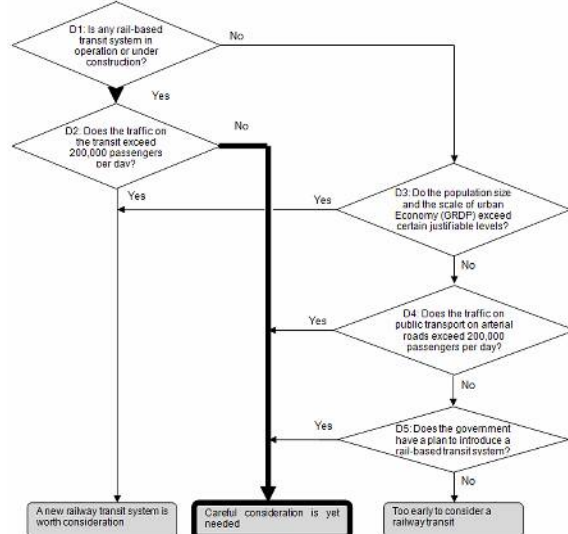 D1: Is any rail-based
transit system in
operation or under
construction?
No
Yes
D2: Does the traffic on
the transit exceed
200,000 passengers
per day?
No
Yes
D3: Do the population size
and the scale of urban
Economy (GRDP) exceed
certain justifiable levels?
Yes
No
D4: Does the traffic on
public transport on arterial
roads exceed 200,000
passengers per day?
Yes
No
D5: Does the government
have a plan to introduce a
rail-based transit system?
Yes
No
A new railway transit system is
worth consideration
Careful consideration is yet
needed
Too early to consider a
railway transit